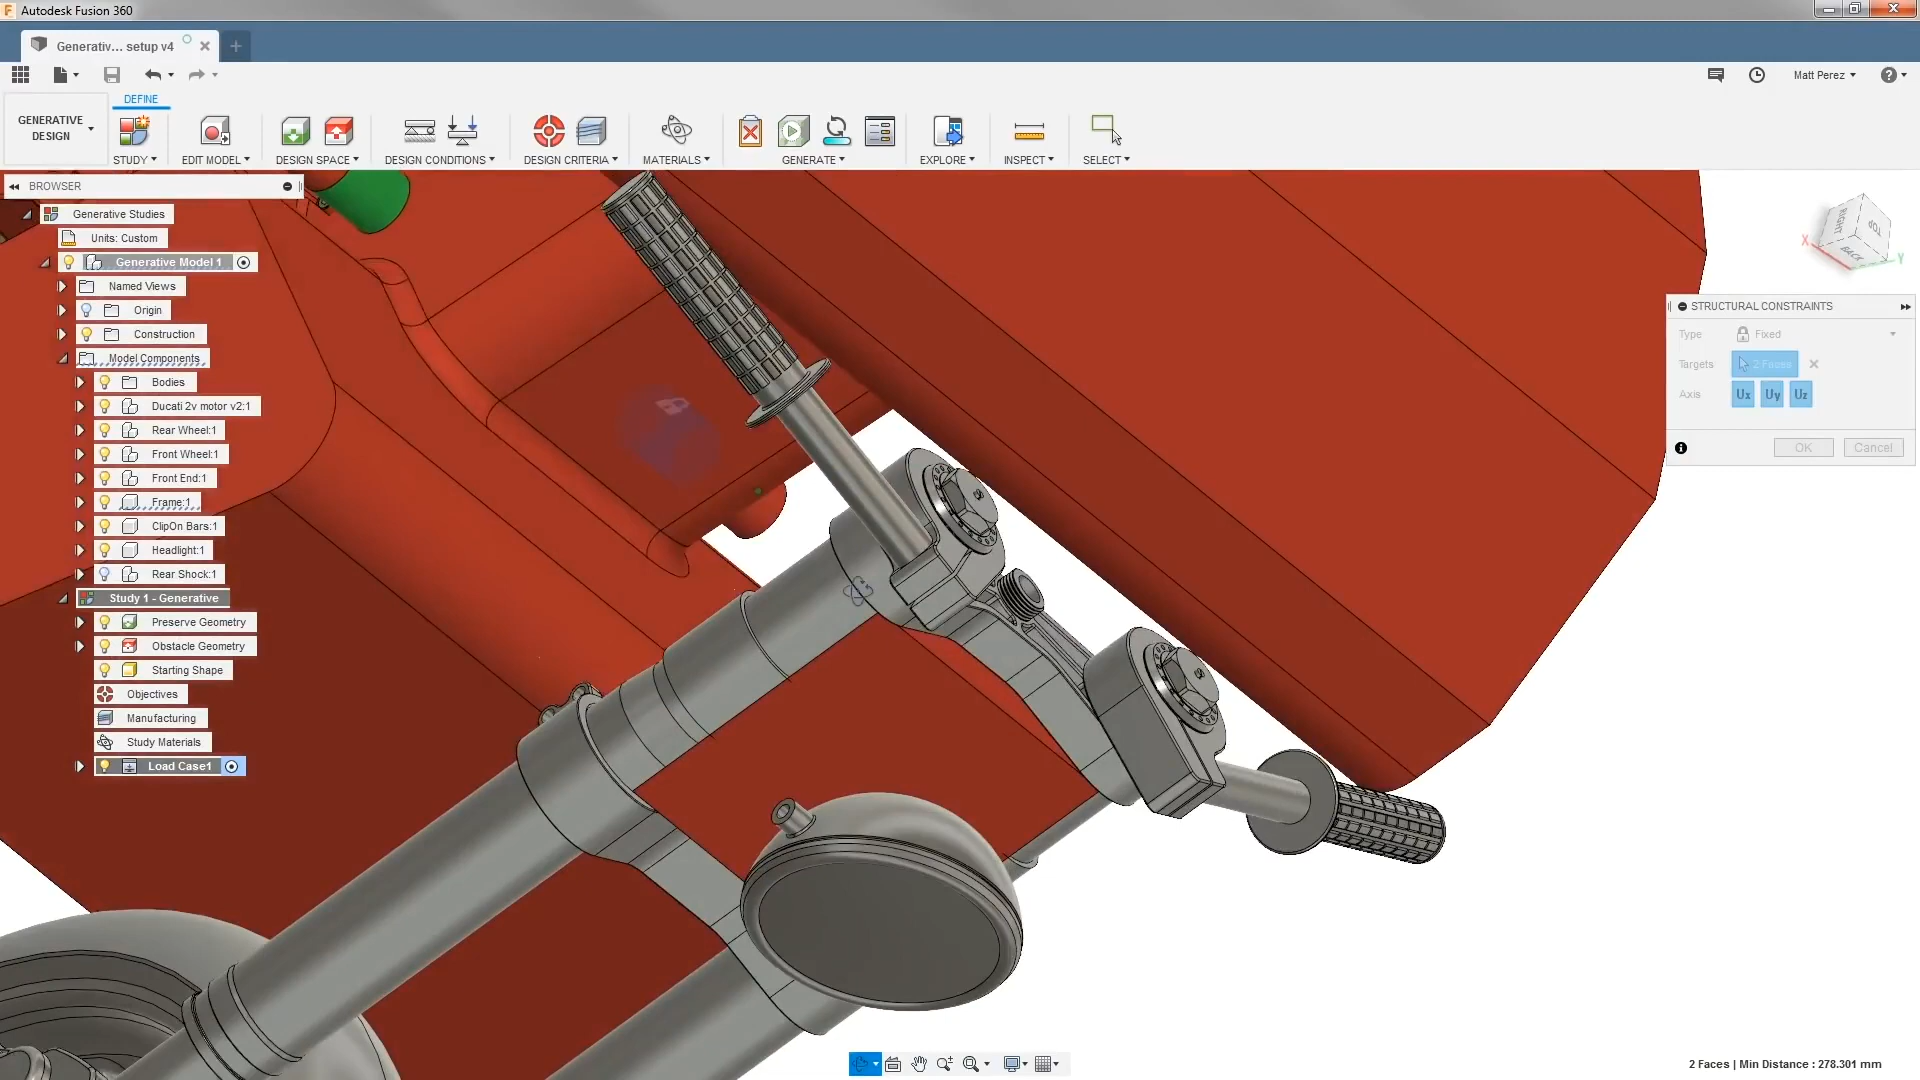 Autodesk Fusion 360
Generativ... setup v4
Matt Perez
DEFINE
GENERATIVE DESIGN
STUDY
EDIT MODEL
DESIGN SPACE
DESIGN CONDITIONS
DESIGN CRITERIA
MATERIALS
GENERATE
EXPLORE
INSPECT
SELECT
BROWSER
Generative Studies
Units: Custom
Generative Model 1
Named Views
Origin
Construction
Model Components
Bodies
Ducati 2v motor v2:1
Rear Wheel:1
Front Wheel:1
Front End:1
Frame:1
ClipOn Bars:1
Headlight:1
Rear Shock:1
Study 1 - Generative
Preserve Geometry
Obstacle Geometry
Starting Shape
Objectives
Manufacturing
Study Materials
Load Case1
RIGHT
TOP
BACK
X
Y
STRUCTURAL CONSTRAINTS
Type Fixed
Targets 2 Faces
Axis Ux Uy Uz
OK Cancel
2 Faces | Min Distance : 278.301 mm